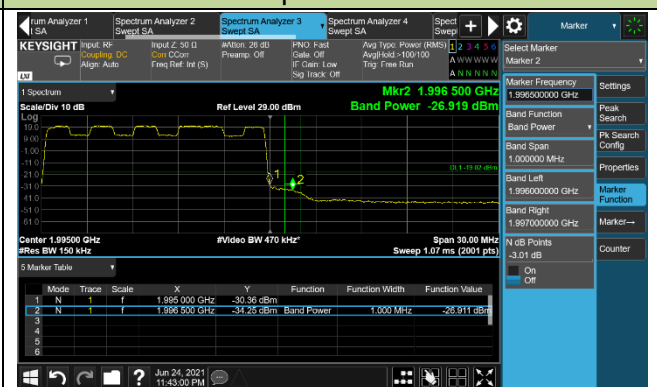 rum Analyzer 1
t SA
Spectrum Analyzer 2
Swept SA
Spectrum Analyzer 3
Swept SA
Spectrum Analyzer 4
Swept SA
Spect
Swept
Marker
KEYSIGHT
Input: RF
Coupling: DC
Align: Auto
Input Z: 50 Ω
Corr CCorr
Freq Ref: Int (S)
#Atten: 26 dB
Preamp: Off
PNO: Fast
Gate: Off
IF Gain: Low
Sig Track: Off
Avg Type: Power (RMS)
Avg|Hold:>100/100
Trig: Free Run
1 2 3 4 5 6
A W W W W W
A N N N N N
LXI
Select Marker
Marker 2
1 Spectrum
Scale/Div 10 dB
Ref Level 29.00 dBm
Mkr2 1.996 500 GHz
Band Power -26.919 dBm
Log
19.0
9.00
-1.00
-11.0
-21.0
-31.0
-41.0
-51.0
-61.0
1
2
DL1 -19.02 dBm
Center 1.99500 GHz
#Res BW 150 kHz
#Video BW 470 kHz*
Span 30.00 MHz
Sweep 1.07 ms (2001 pts)
5 Marker Table
Mode Trace Scale X Y Function Function Width Function Value
1 N 1 f 1.995 000 GHz -30.36 dBm
2 N 1 f 1.996 500 GHz -34.25 dBm Band Power 1.000 MHz -26.911 dBm
3
4
5
6
Marker Frequency
1.996500000 GHz
Band Function
Band Power
Band Span
1.000000 MHz
Band Left
1.996000000 GHz
Band Right
1.997000000 GHz
N dB Points
-3.01 dB
On
Off
Settings
Peak
Search
Pk Search
Config
Properties
Marker
Function
Marker→
Counter
?
Jun 24, 2021
11:43:00 PM